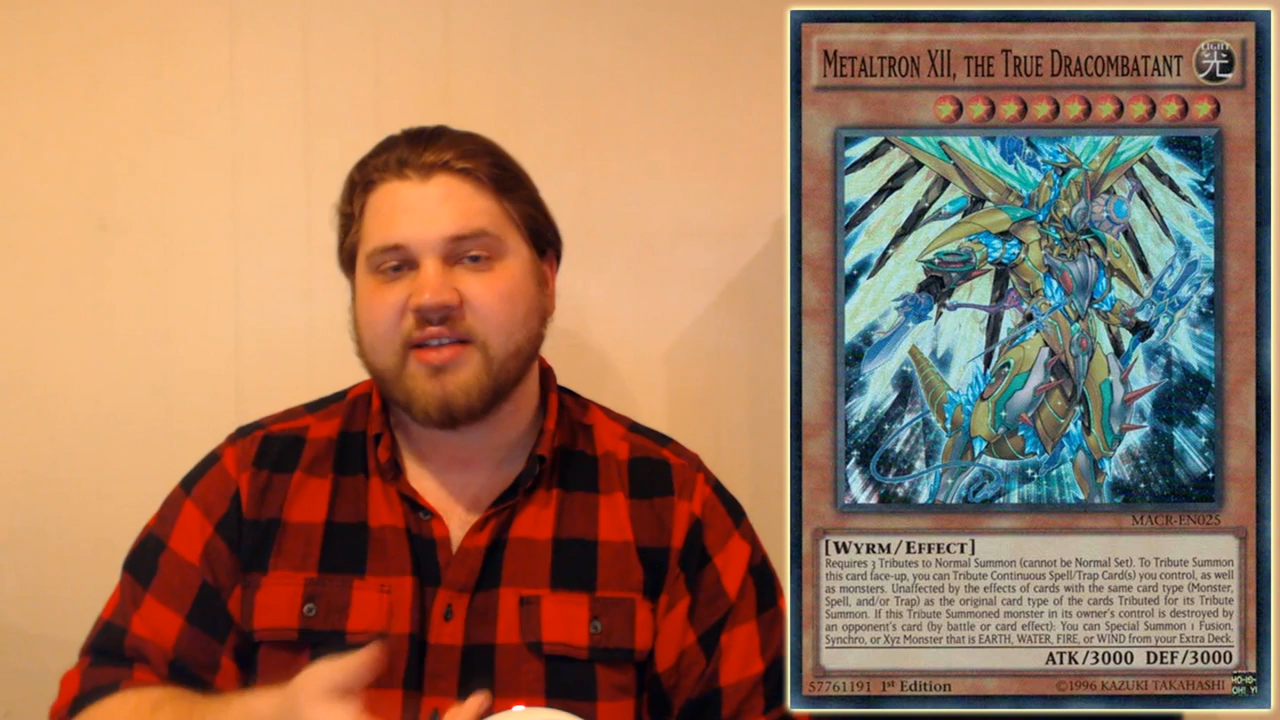 METALTRON XII, THE TRUE DRACOMBATANT
LIGHT
光
MACR-EN025
[WYRM/EFFECT]
Requires 3 Tributes to Normal Summon (cannot be Normal Set). To Tribute Summon
this card face-up, you can Tribute Continuous Spell/Trap Card(s) you control, as well
as monsters. Unaffected by the effects of cards with the same card type (Monster,
Spell, and/or Trap) as the original card type of the cards Tributed for its Tribute
Summon. If this Tribute Summoned monster in its owner's control is destroyed by
an opponent's card (by battle or card effect): You can Special Summon 1 Fusion,
Synchro, or Xyz Monster that is EARTH, WATER, FIRE, or WIND from your Extra Deck.
ATK/3000 DEF/3000
57761191 1st Edition ©1996 KAZUKI TAKAHASHI